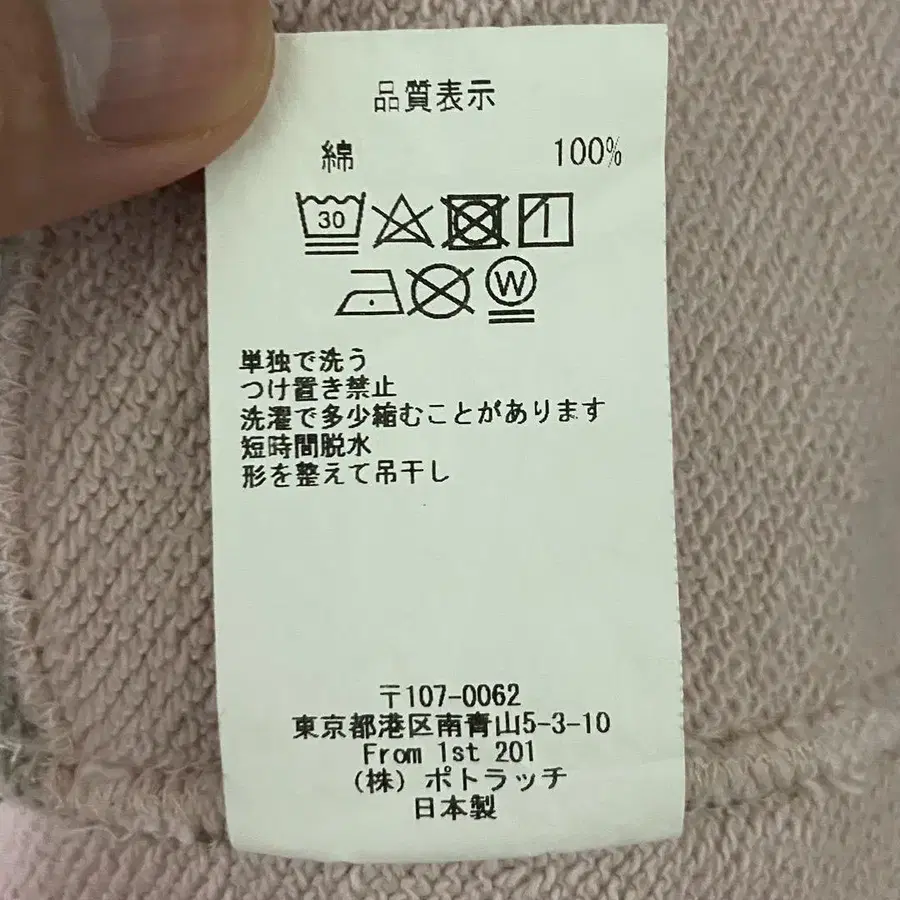 品質表示
綿 100%
30
W
単独で洗う
つけ置き禁止
洗濯で多少縮むことがあります
短時間脱水
形を整えて吊干し
〒107-0062
東京都港区南青山5-3-10
From 1st 201
(株) ポトラッチ
日本製